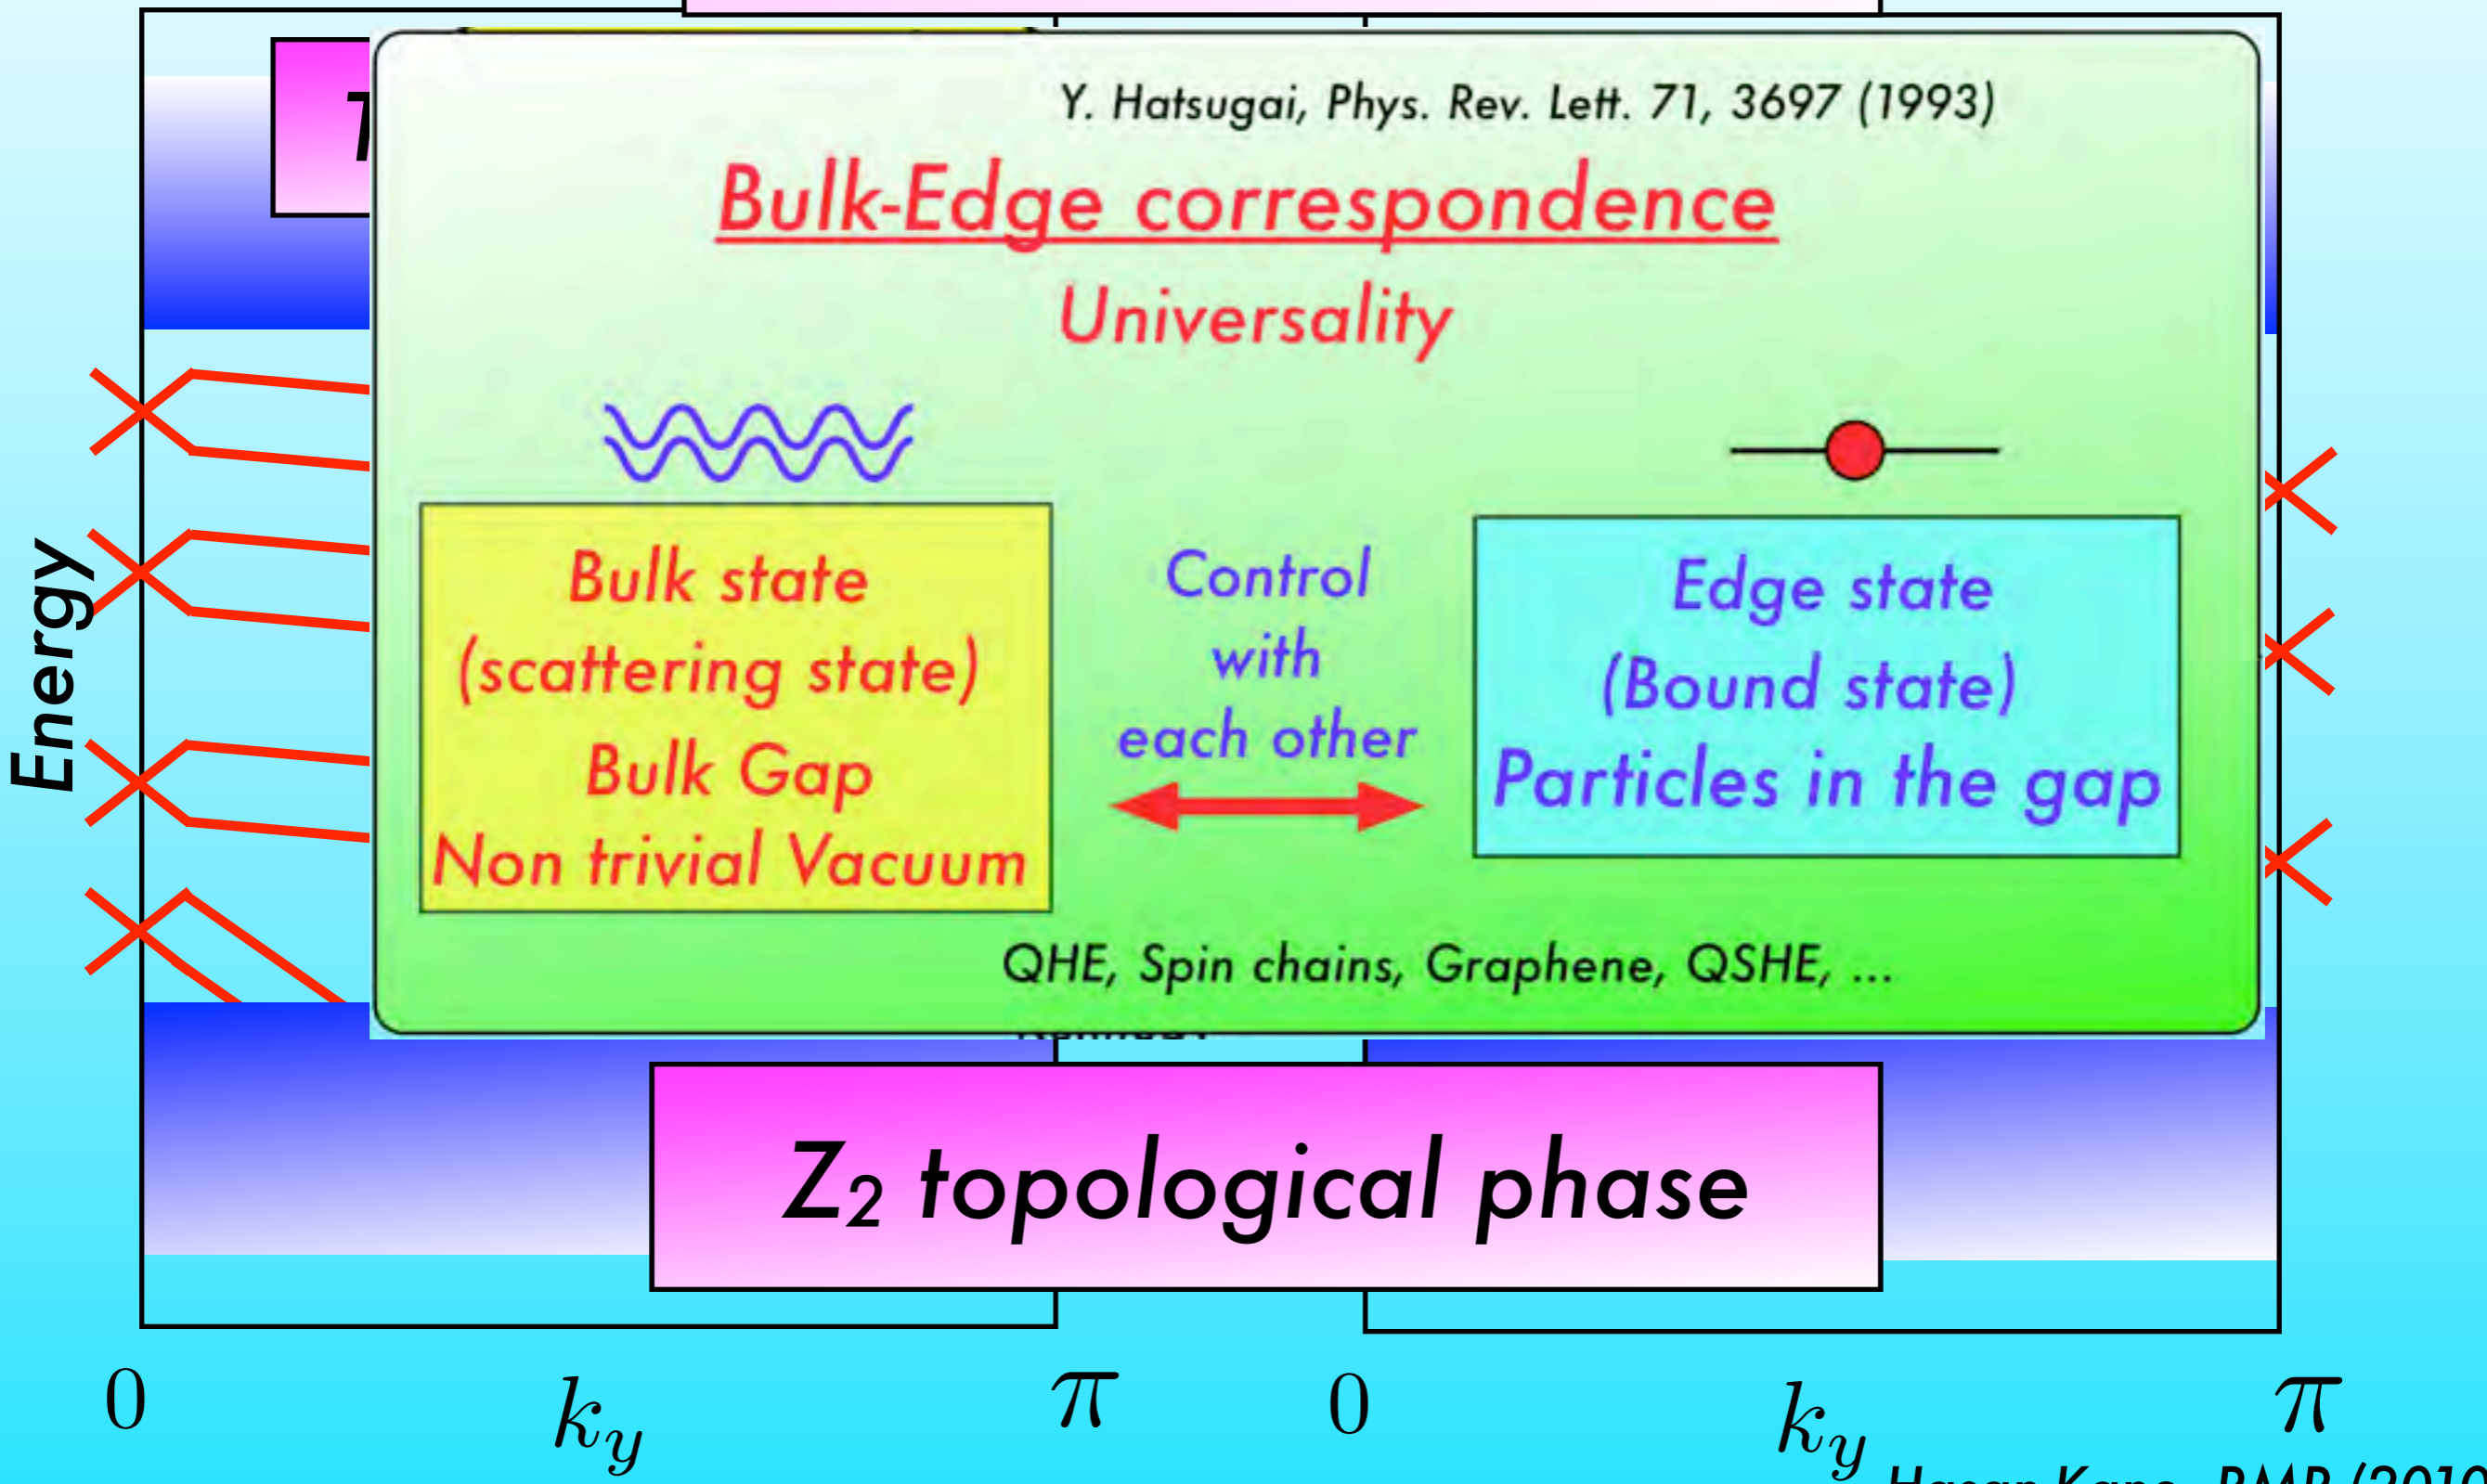 Y. Hatsugai, Phys. Rev. Lett. 71, 3697 (1993)
Bulk-Edge correspondence
Universality
Bulk state
(scattering state)
Bulk Gap
Non trivial Vacuum
Control
with
each other
Edge state
(Bound state)
Particles in the gap
QHE, Spin chains, Graphene, QSHE, ...
Energy
Z₂ topological phase
0
k_y
π
0
k_y
π